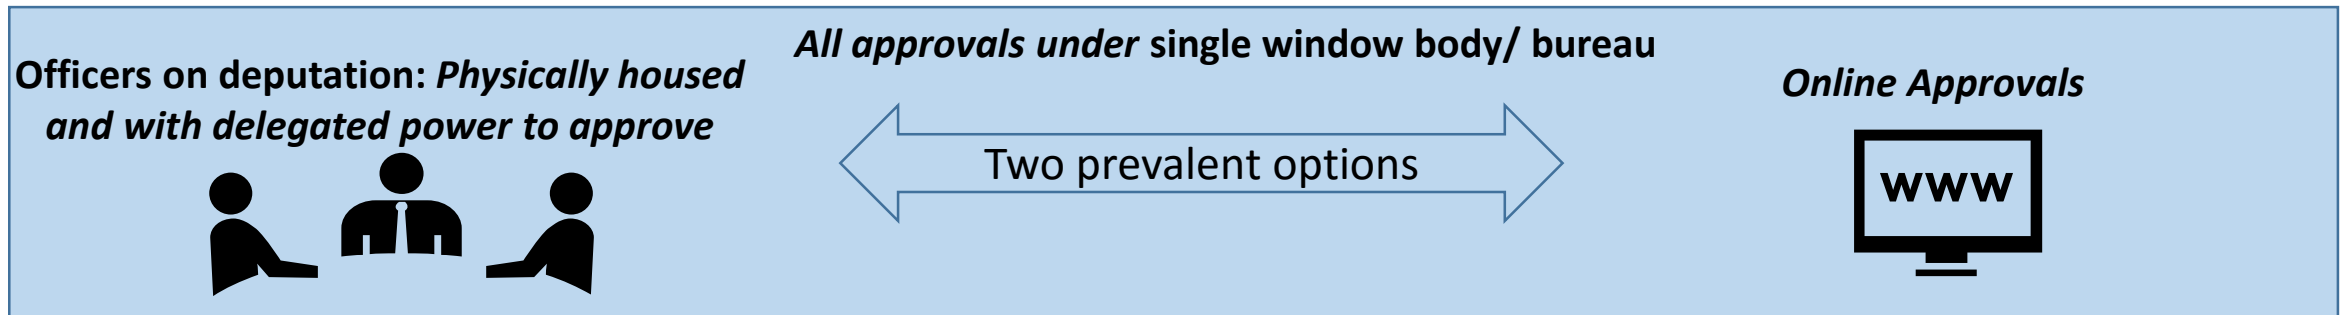 Officers on deputation: Physically housed
and with delegated power to approve
All approvals under single window body/ bureau
Two prevalent options
Online Approvals
www